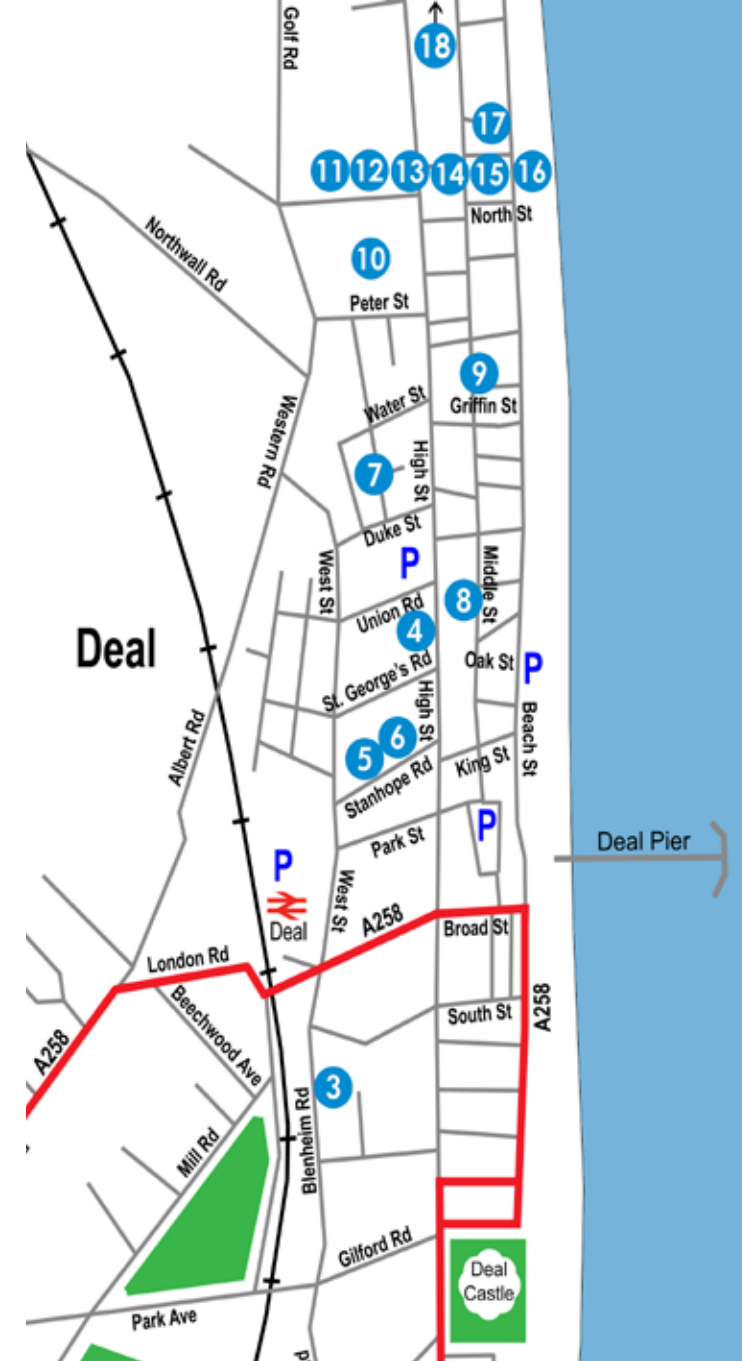 Golf Rd
18
17
11
12
13
14
15
16
North St
Northwall Rd
10
Peter St
9
Water St
Griffin St
Western Rd
High St
7
Duke St
P
West St
Middle St
8
Union Rd
4
Deal
St. George's Rd
Oak St
P
High St
Beach St
Albert Rd
6
5
Stanhope Rd
King St
P
Park St
Deal Pier
P
West St
Deal
A258
Broad St
London Rd
A258
Beechwood Ave
South St
A258
3
Blenheim Rd
Mill Rd
Gilford Rd
Deal
Castle
Park Ave